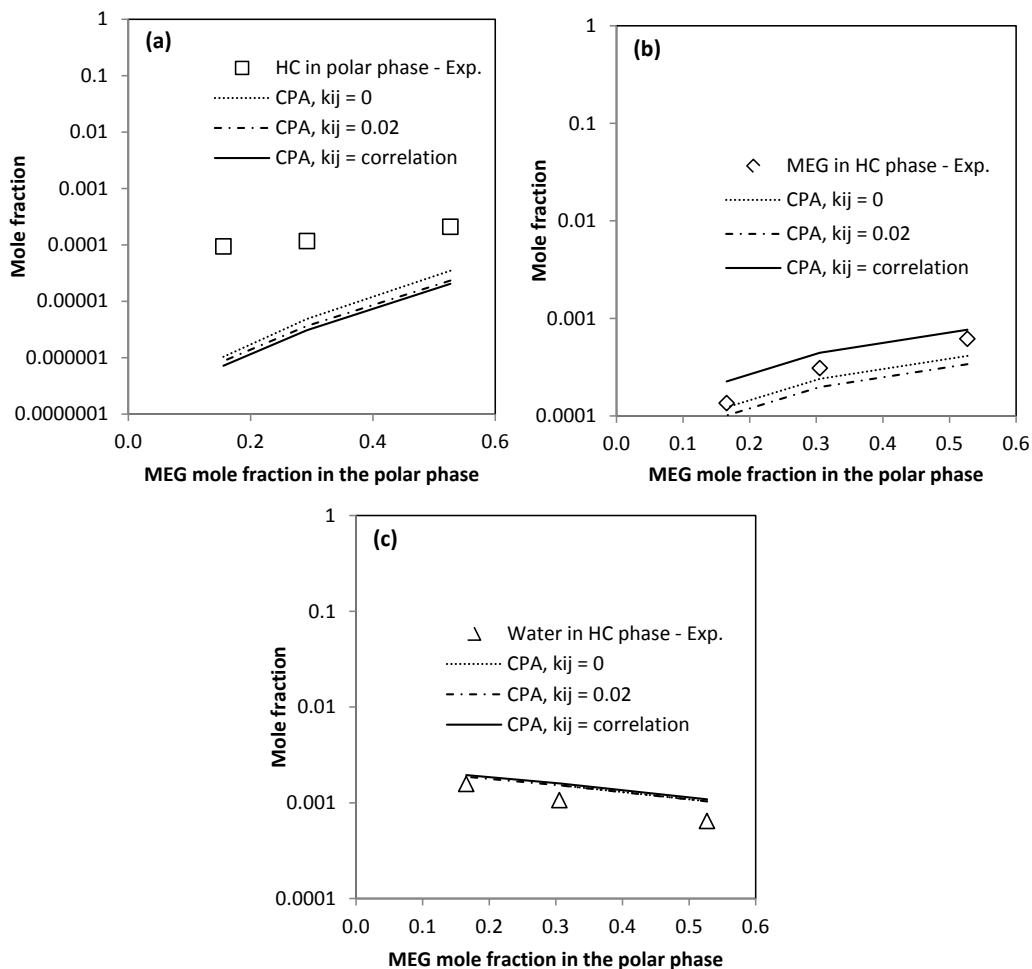 (a)
1
0.1
0.01
0.001
0.0001
0.00001
0.000001
0.0000001
Mole fraction
HC in polar phase - Exp.
CPA, kij = 0
CPA, kij = 0.02
CPA, kij = correlation
0.0 0.2 0.4 0.6
MEG mole fraction in the polar phase
(b)
1
0.1
0.01
0.001
0.0001
Mole fraction
MEG in HC phase - Exp.
CPA, kij = 0
CPA, kij = 0.02
CPA, kij = correlation
0.0 0.1 0.2 0.3 0.4 0.5 0.6
MEG mole fraction in the polar phase
(c)
1
0.1
0.01
0.001
0.0001
Mole fraction
Water in HC phase - Exp.
CPA, kij = 0
CPA, kij = 0.02
CPA, kij = correlation
0.0 0.1 0.2 0.3 0.4 0.5 0.6
MEG mole fraction in the polar phase